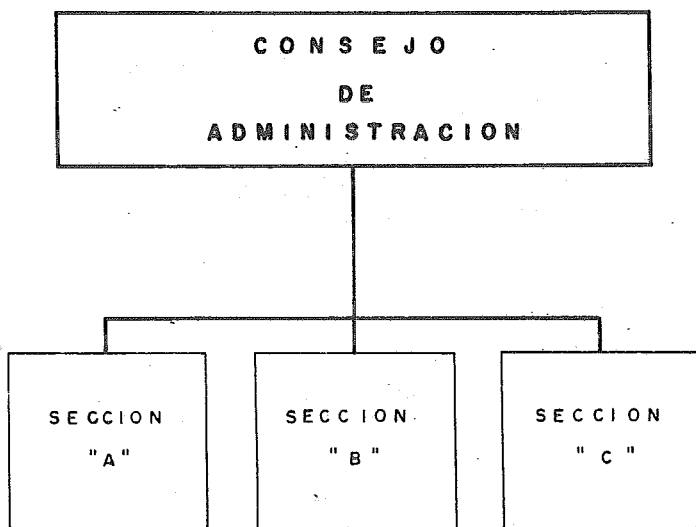 CONSEJO
DE
ADMINISTRACION
SECCION
"A"
SECCION
"B"
SECCION
"C"